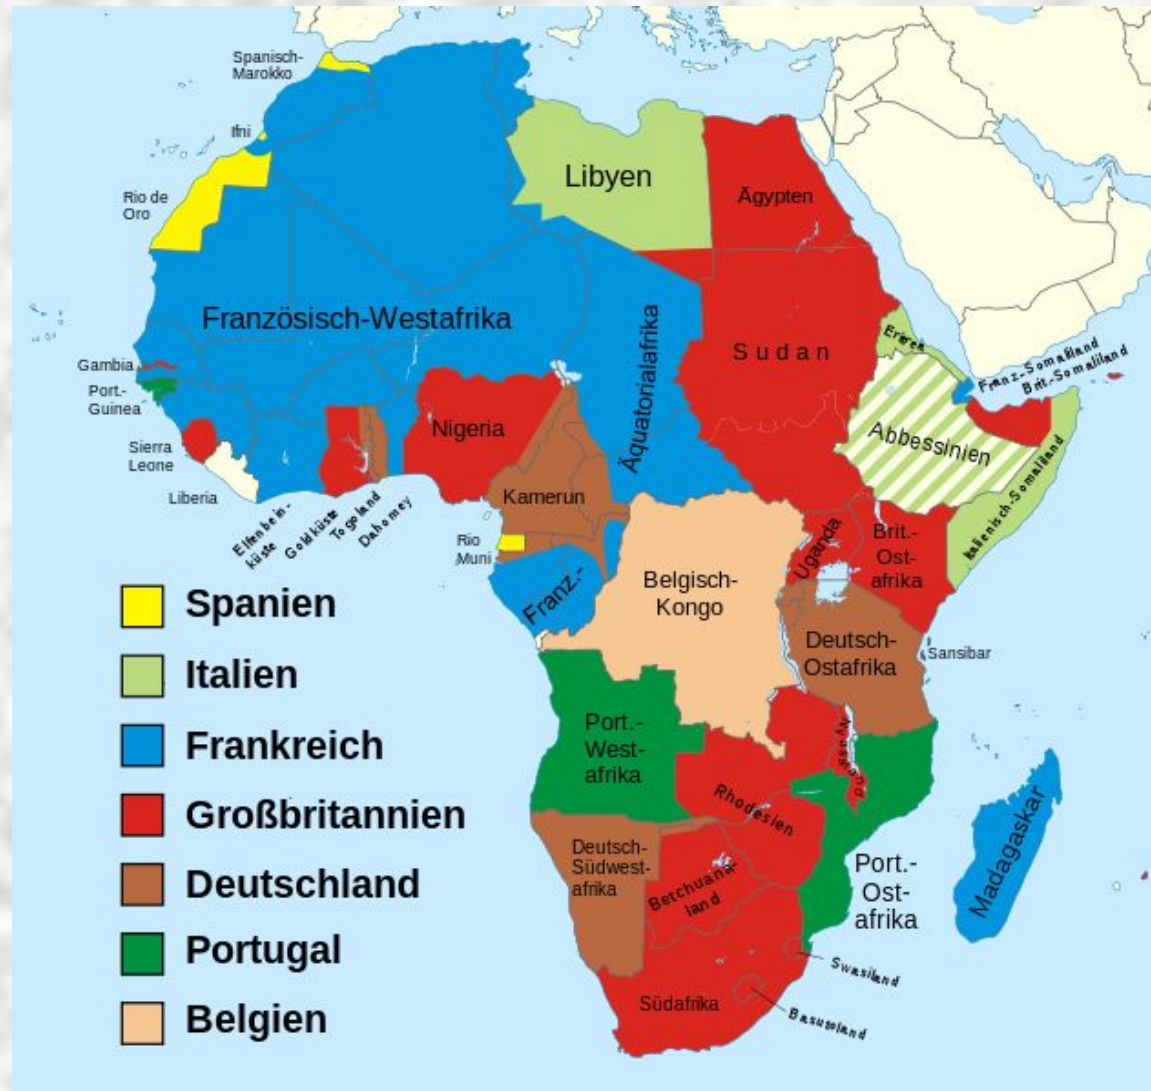 Spanisch-
Marokko
Ifni
Rio de
Oro
Libyen
Ägypten
Französisch-Westafrika
Äquatorialafrika
Sudan
Eritrea
Franz.-Somaliland
Brit.-Somaliland
Gambia
Port.-
Guinea
Sierra
Leone
Liberia
Elfenbein-
küste
Goldküste
Togoland
Dahomey
Nigeria
Kamerun
Rio
Muni
Franz.-
Abbessinien
Italienisch-Somaliland
Uganda
Brit.-
Ost-
afrika
Belgisch-
Kongo
Deutsch-
Ostafrika
Sansibar
Port.-
West-
afrika
Rhodesien
Deutsch-
Südwest-
afrika
Betchuana-
land
Port.-
Ost-
afrika
Madagaskar
Südafrika
Swasiland
Basutoland
Spanien
Italien
Frankreich
Großbritannien
Deutschland
Portugal
Belgien